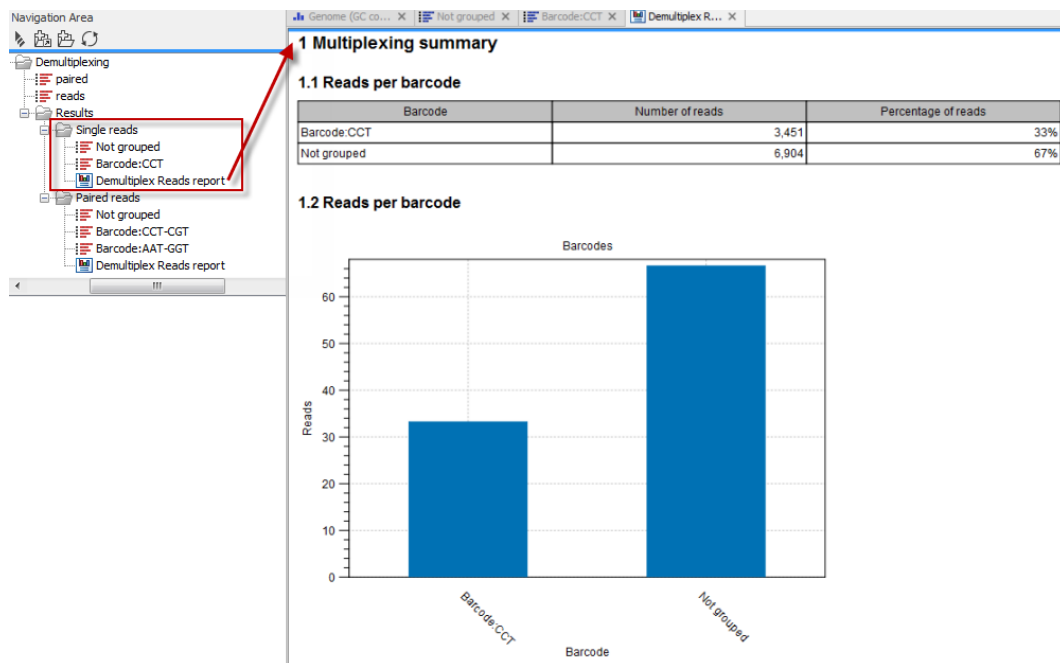 Navigation Area
Demultiplexing
paired
reads
Results
Single reads
Not grouped
Barcode:CCT
Demultiplex Reads report
Paired reads
Not grouped
Barcode:CCT-CGT
Barcode:AAT-GGT
Demultiplex Reads report
Genome (GC co... Not grouped Barcode:CCT Demultiplex R...
1 Multiplexing summary
1.1 Reads per barcode
Barcode Number of reads Percentage of reads
Barcode:CCT 3,451 33%
Not grouped 6,904 67%
1.2 Reads per barcode
Barcodes
60
50
40
30
20
10
0
Reads
Barcode:CCT Not grouped
Barcode